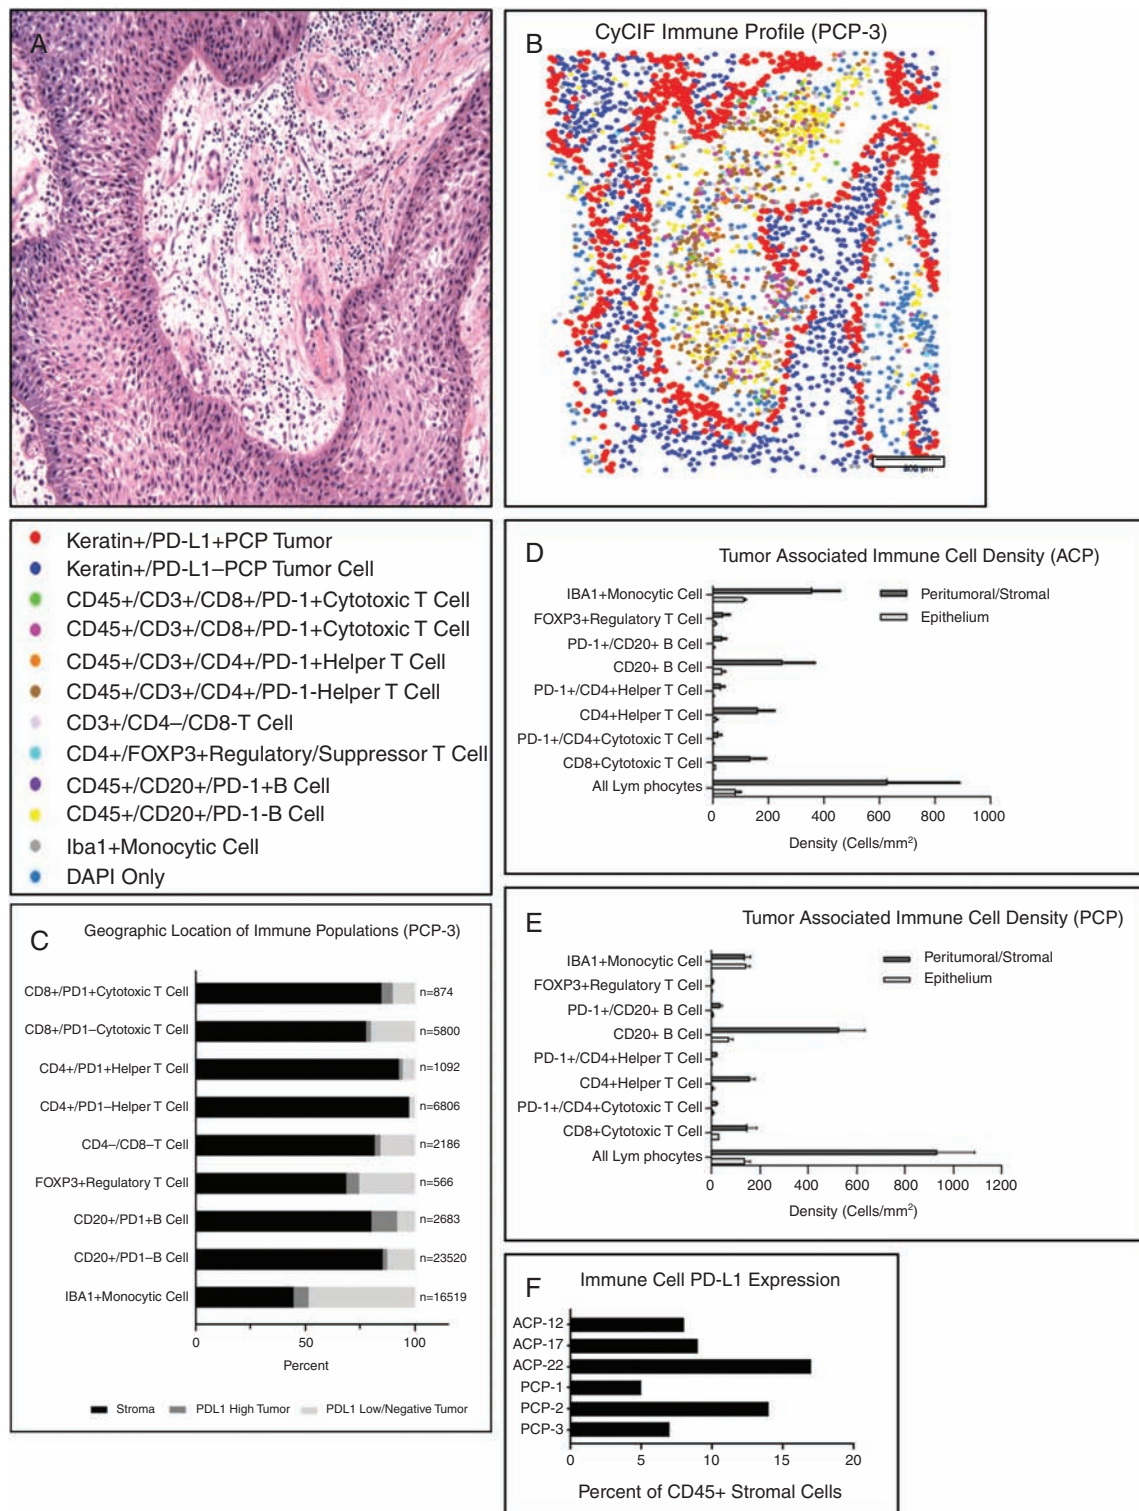 A
B
CyCIF Immune Profile (PCP-3)
Keratin+/PD-L1+PCP Tumor
Keratin+/PD-L1–PCP Tumor Cell
CD45+/CD3+/CD8+/PD-1+Cytotoxic T Cell
CD45+/CD3+/CD8+/PD-1+Cytotoxic T Cell
CD45+/CD3+/CD4+/PD-1+Helper T Cell
CD45+/CD3+/CD4+/PD-1-Helper T Cell
CD3+/CD4–/CD8-T Cell
CD4+/FOXP3+Regulatory/Suppressor T Cell
CD45+/CD20+/PD-1+B Cell
CD45+/CD20+/PD-1-B Cell
Iba1+Monocytic Cell
DAPI Only
C
Geographic Location of Immune Populations (PCP-3)
CD8+/PD1+Cytotoxic T Cell n=874
CD8+/PD1–Cytotoxic T Cell n=5800
CD4+/PD1+Helper T Cell n=1092
CD4+/PD1–Helper T Cell n=6806
CD4–/CD8–T Cell n=2186
FOXP3+Regulatory T Cell n=566
CD20+/PD1+B Cell n=2683
CD20+/PD1–B Cell n=23520
IBA1+Monocytic Cell n=16519
0 50 100
Percent
Stroma PDL1 High Tumor PDL1 Low/Negative Tumor
D
Tumor Associated Immune Cell Density (ACP)
IBA1+Monocytic Cell
FOXP3+Regulatory T Cell
PD-1+/CD20+ B Cell
CD20+ B Cell
PD-1+/CD4+Helper T Cell
CD4+Helper T Cell
PD-1+/CD4+Cytotoxic T Cell
CD8+Cytotoxic T Cell
All Lym phocytes
Peritumoral/Stromal
Epithelium
0 200 400 600 800 1000
Density (Cells/mm²)
E
Tumor Associated Immune Cell Density (PCP)
IBA1+Monocytic Cell
FOXP3+Regulatory T Cell
PD-1+/CD20+ B Cell
CD20+ B Cell
PD-1+/CD4+Helper T Cell
CD4+Helper T Cell
PD-1+/CD4+Cytotoxic T Cell
CD8+Cytotoxic T Cell
All Lym phocytes
Peritumoral/Stromal
Epithelium
0 200 400 600 800 1000 1200
Density (Cells/mm²)
F
Immune Cell PD-L1 Expression
ACP-12
ACP-17
ACP-22
PCP-1
PCP-2
PCP-3
0 5 10 15 20
Percent of CD45+ Stromal Cells